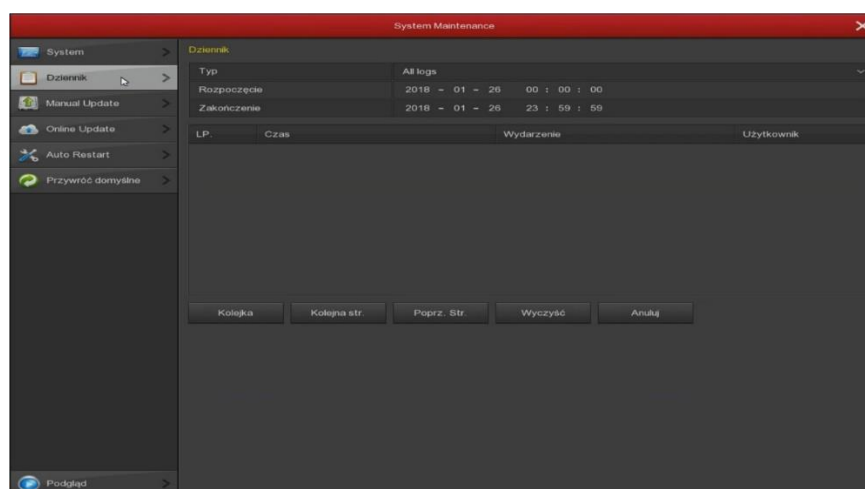 System Maintenance
System
Dziennik
Manual Update
Online Update
Auto Restart
Przywróć domyślne
Podgląd
Dziennik
Typ All logs
Rozpoczęcie 2018 - 01 - 26 00 : 00 : 00
Zakończenie 2018 - 01 - 26 23 : 59 : 59
LP. Czas Wydarzenie Użytkownik
Kolejka Kolejna str. Poprz. Str. Wyczyść Anuluj